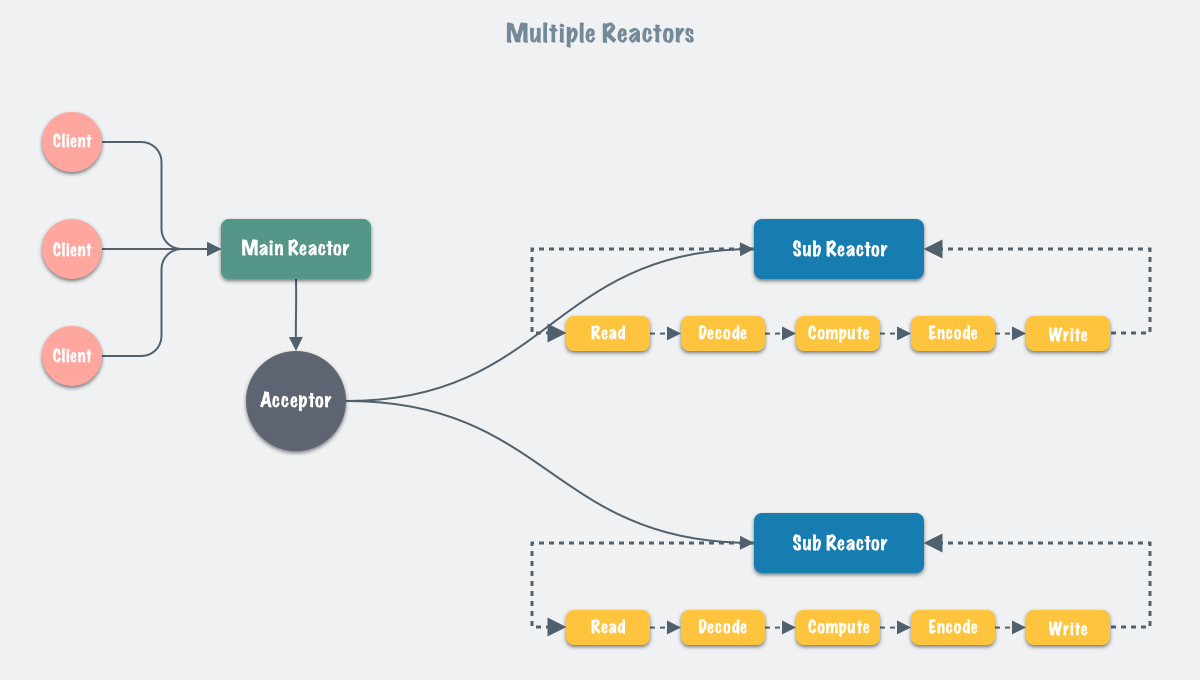 Multiple Reactors
Client
Client
Client
Main Reactor
Acceptor
Sub Reactor
Read
Decode
Compute
Encode
Write
Sub Reactor
Read
Decode
Compute
Encode
Write